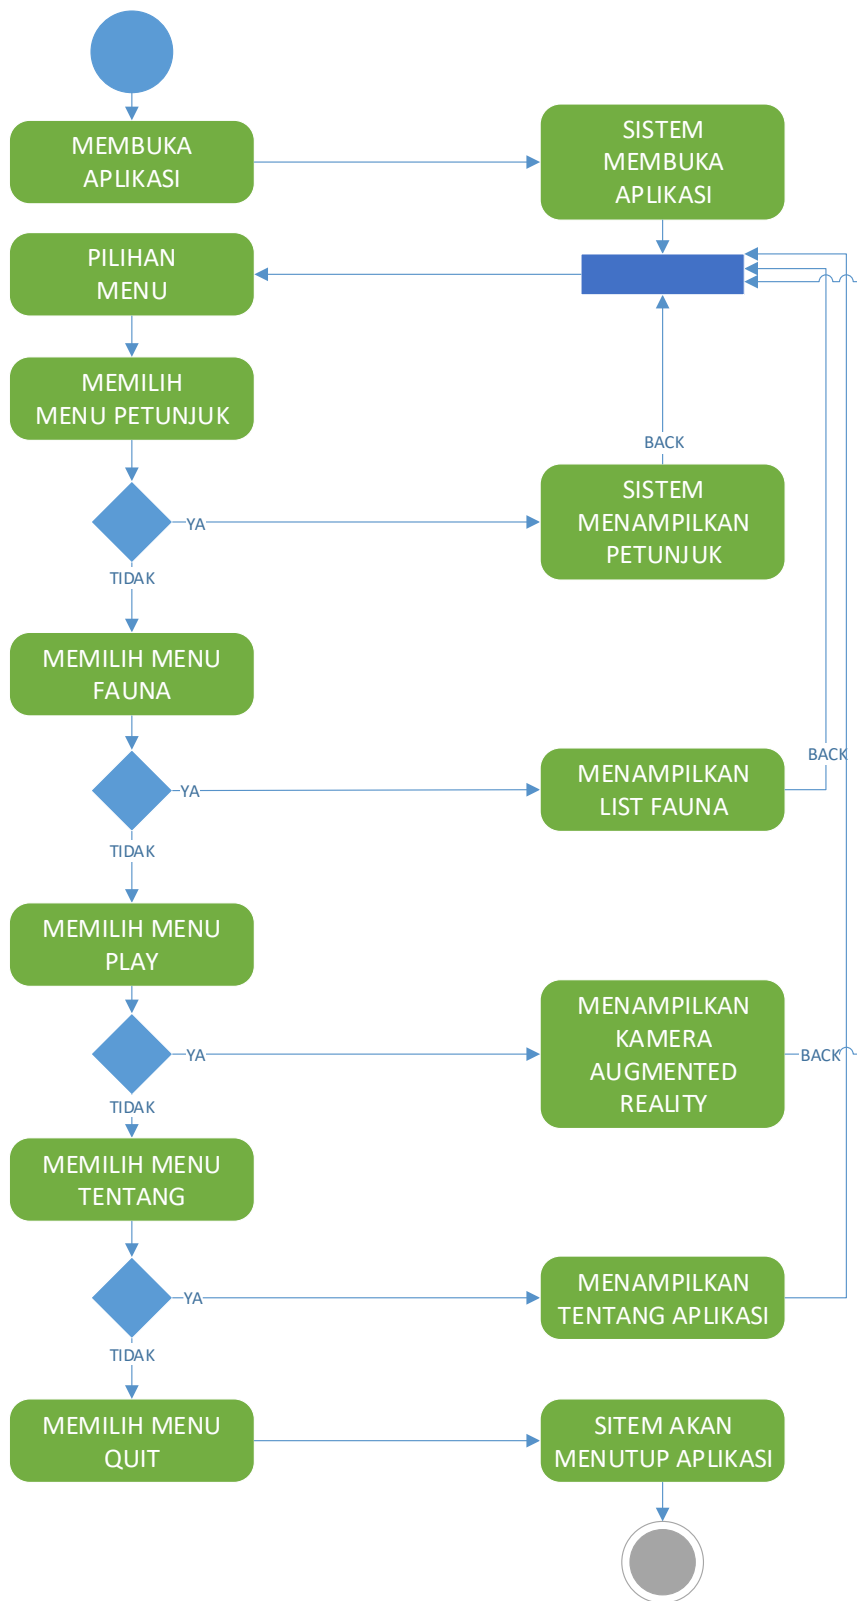 MEMBUKA
APLIKASI
SISTEM
MEMBUKA
APLIKASI
PILIHAN
MENU
MEMILIH
MENU PETUNJUK
BACK
YA
SISTEM
MENAMPILKAN
PETUNJUK
TIDAK
MEMILIH MENU
FAUNA
YA
MENAMPILKAN
LIST FAUNA
BACK
TIDAK
MEMILIH MENU
PLAY
YA
MENAMPILKAN
KAMERA
AUGMENTED
REALITY
BACK
TIDAK
MEMILIH MENU
TENTANG
YA
MENAMPILKAN
TENTANG APLIKASI
TIDAK
MEMILIH MENU
QUIT
SITEM AKAN
MENUTUP APLIKASI